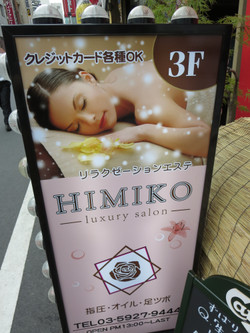 クレジットカード各種OK
3F
リラクゼーションエステ
HIMIKO
luxury salon
指圧・オイル・足ツボ
TEL03-5927-9444
OPEN PM13:00~LAST